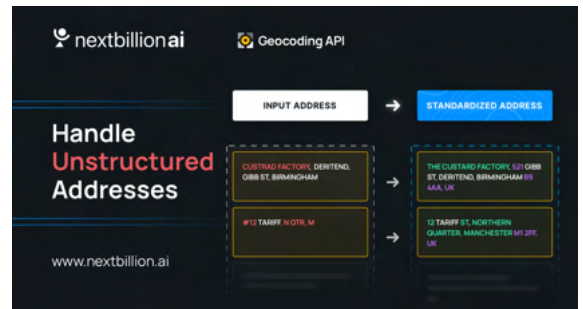 nextbillionai
Geocoding API
Handle
Unstructured
Addresses
www.nextbillion.ai
INPUT ADDRESS
→
STANDARDIZED ADDRESS
CUSTRAD FACTORY, DERITEND,
GIBB ST, BIRMINGHAM
→
THE CUSTARD FACTORY, 521 GIBB
ST, DERITEND, BIRMINGHAM B9
4AA, UK
#12 TARIFF, N QTR, M
→
12 TARIFF ST, NORTHERN
QUARTER, MANCHESTER M1 2FF,
UK